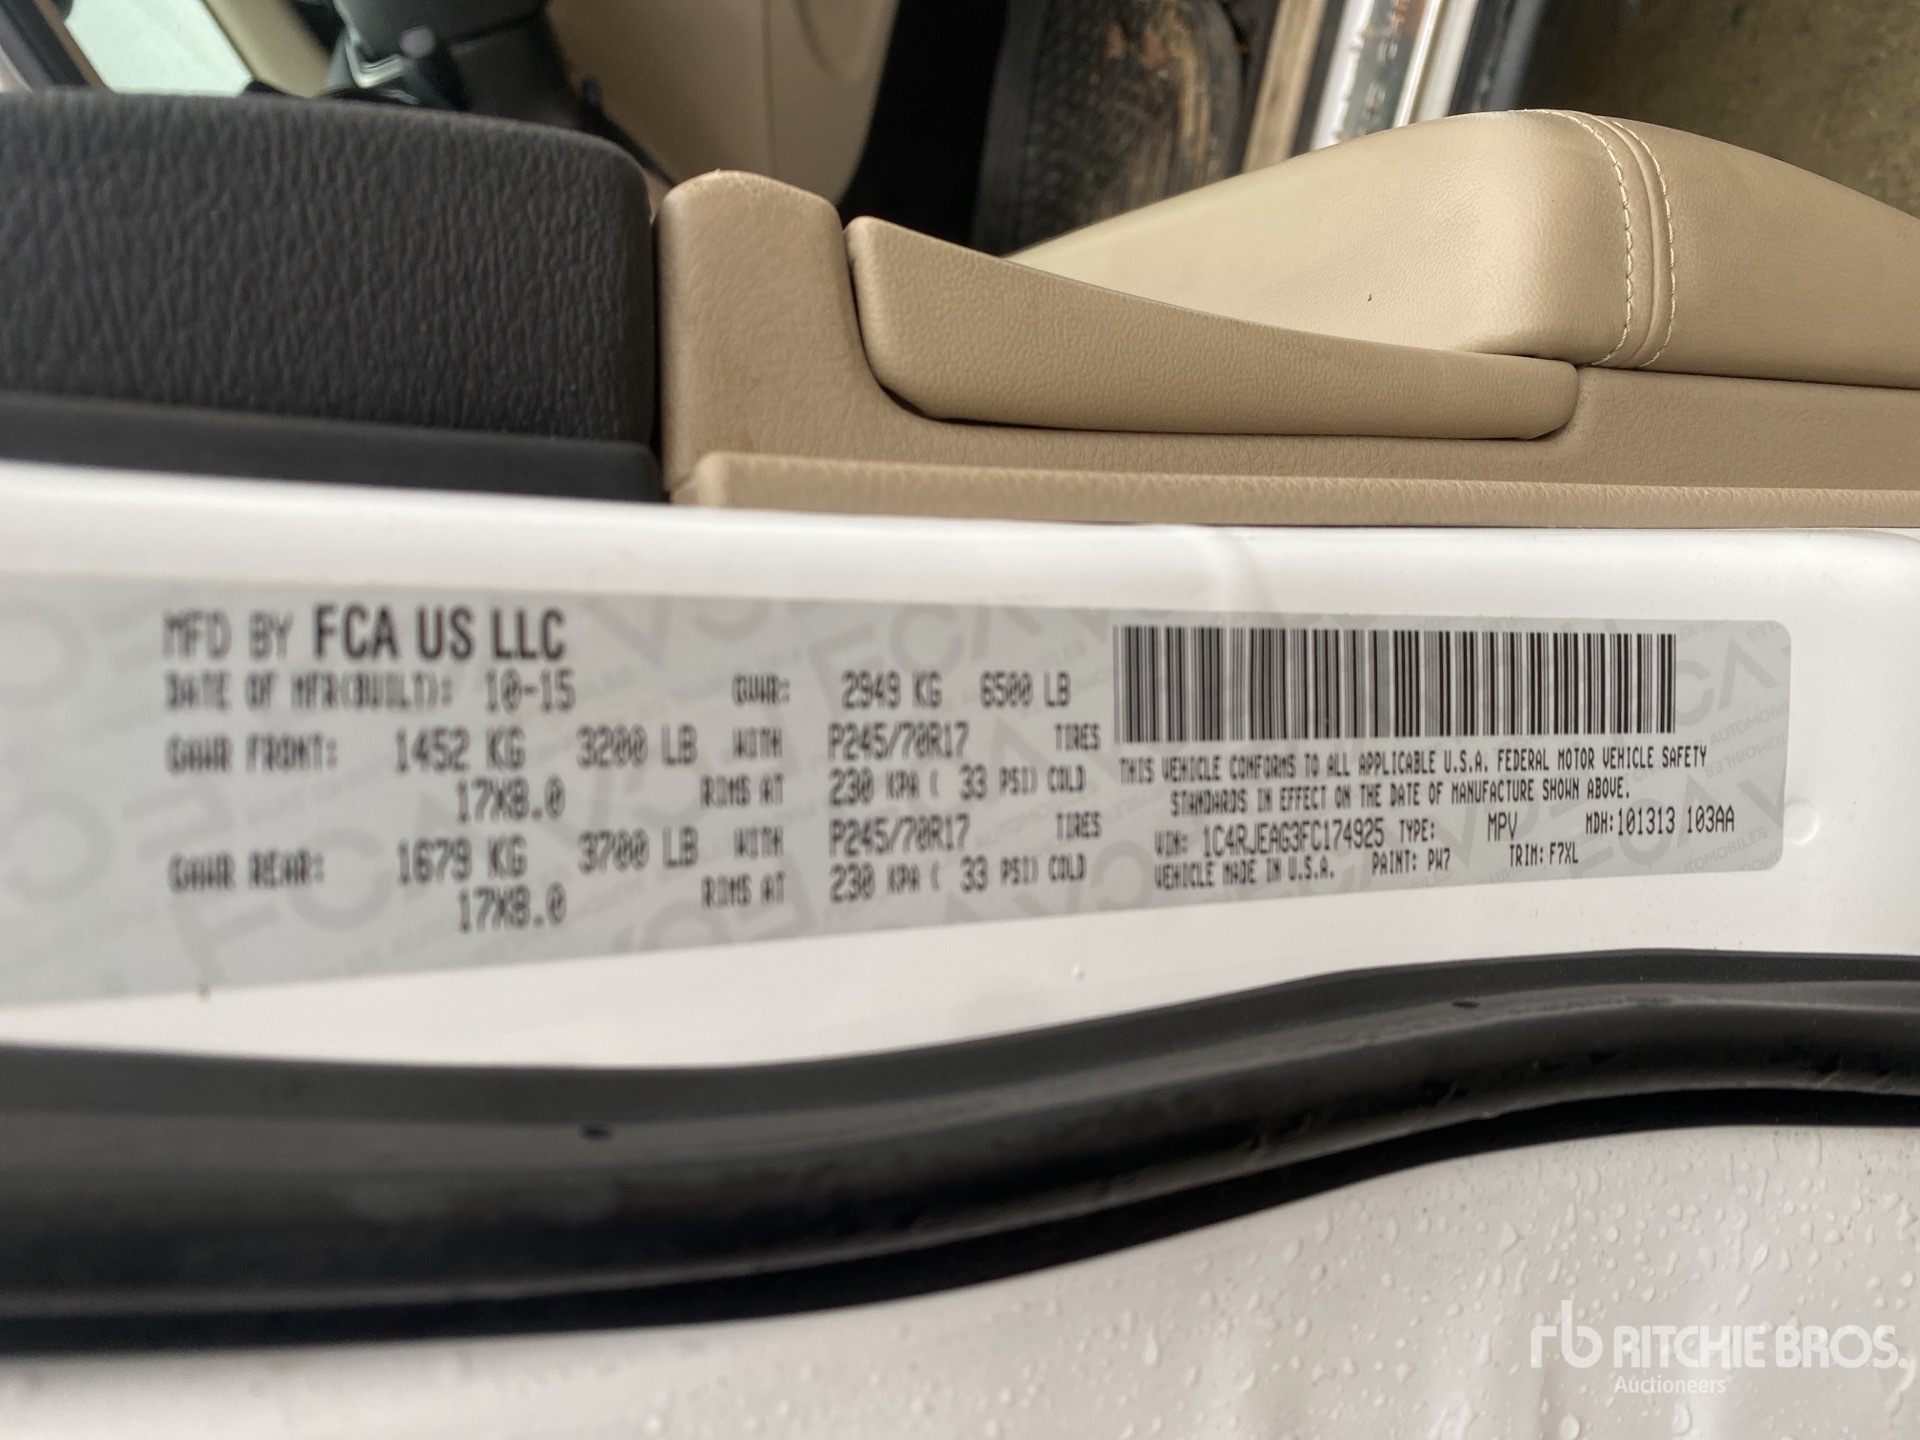 MFD BY FCA US LLC
DATE OF MFR(BUILT): 10-15 GVWR: 2949 KG 6500 LB
GAWR FRONT: 1452 KG 3200 LB WITH P245/70R17 TIRES
17X8.0 RIMS AT 230 KPA ( 33 PSI) COLD
GAWR REAR: 1679 KG 3700 LB WITH P245/70R17 TIRES
17X8.0 RIMS AT 230 KPA ( 33 PSI) COLD
THIS VEHICLE CONFORMS TO ALL APPLICABLE U.S.A. FEDERAL MOTOR VEHICLE SAFETY
STANDARDS IN EFFECT ON THE DATE OF MANUFACTURE SHOWN ABOVE.
VIN: 1C4RJEAG3FC174925 TYPE: MPV MDH:101313 103AA
VEHICLE MADE IN U.S.A. PAINT: PW7 TRIM: F7XL
rb RITCHIE BROS.
Auctioneers